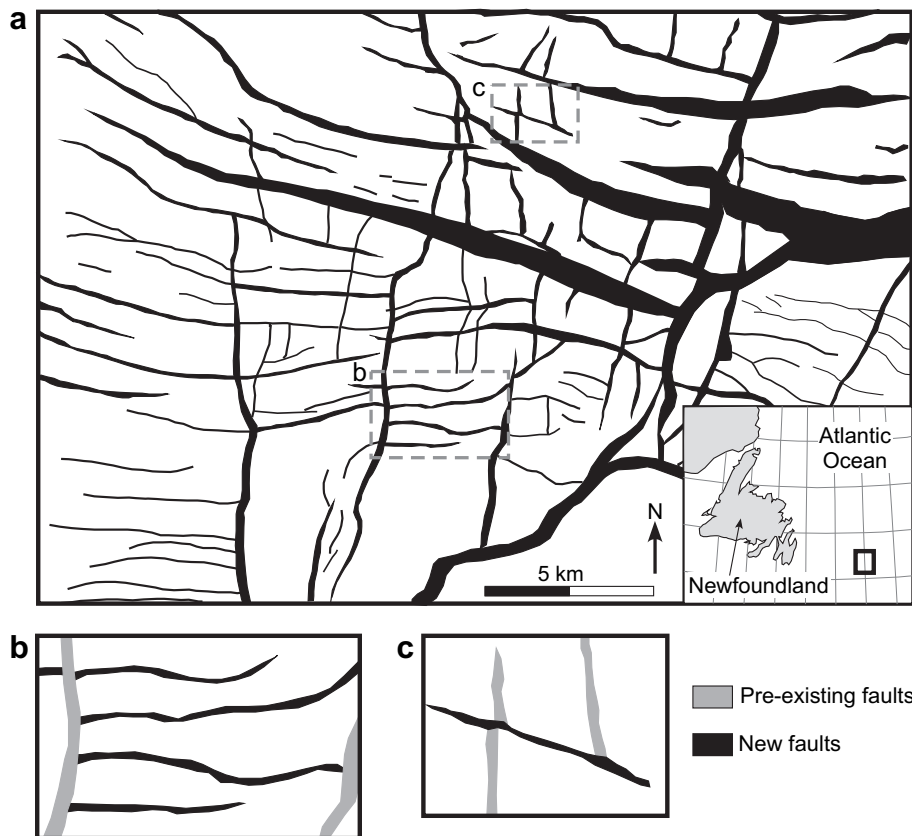 a
c
b
N
5 km
Atlantic
Ocean
Newfoundland
b
c
Pre-existing faults
New faults